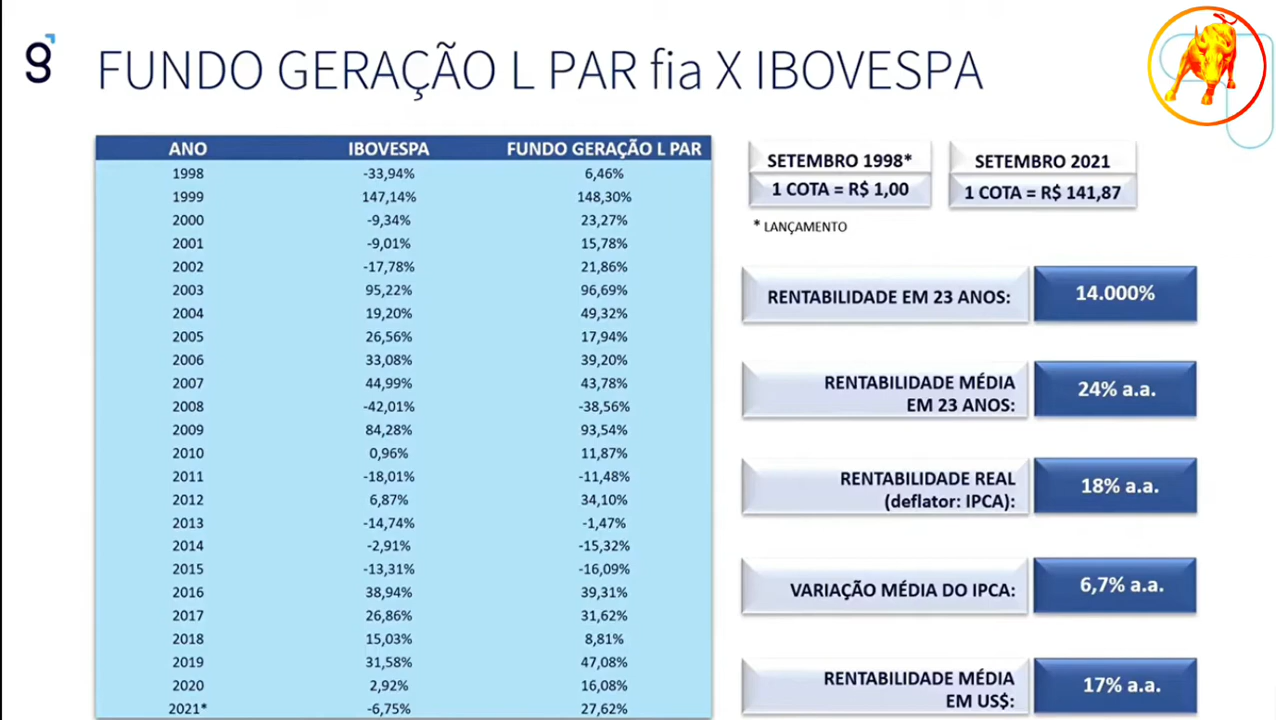 FUNDO GERAÇÃO L PAR fia X IBOVESPA
ANO IBOVESPA FUNDO GERAÇÃO L PAR
1998 -33,94% 6,46%
1999 147,14% 148,30%
2000 -9,34% 23,27%
2001 -9,01% 15,78%
2002 -17,78% 21,86%
2003 95,22% 96,69%
2004 19,20% 49,32%
2005 26,56% 17,94%
2006 33,08% 39,20%
2007 44,99% 43,78%
2008 -42,01% -38,56%
2009 84,28% 93,54%
2010 0,96% 11,87%
2011 -18,01% -11,48%
2012 6,87% 34,10%
2013 -14,74% -1,47%
2014 -2,91% -15,32%
2015 -13,31% -16,09%
2016 38,94% 39,31%
2017 26,86% 31,62%
2018 15,03% 8,81%
2019 31,58% 47,08%
2020 2,92% 16,08%
2021* -6,75% 27,62%
SETEMBRO 1998*
1 COTA = R$ 1,00
* LANÇAMENTO
SETEMBRO 2021
1 COTA = R$ 141,87
RENTABILIDADE EM 23 ANOS: 14.000%
RENTABILIDADE MÉDIA
EM 23 ANOS:
24% a.a.
RENTABILIDADE REAL
(deflator: IPCA):
18% a.a.
VARIAÇÃO MÉDIA DO IPCA: 6,7% a.a.
RENTABILIDADE MÉDIA
EM US$:
17% a.a.